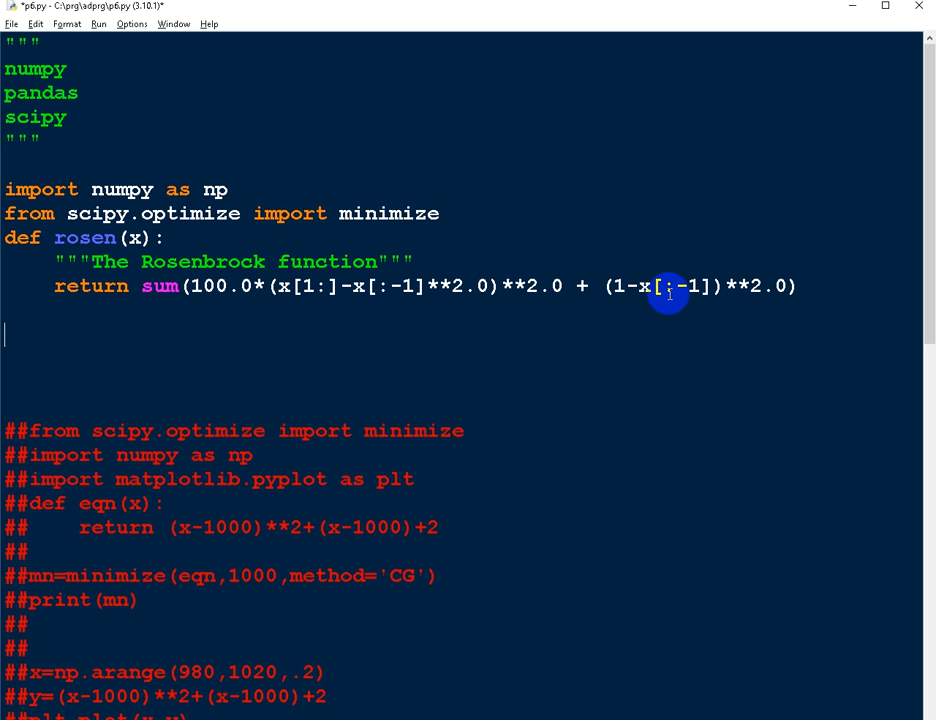 *p6.py - C:\prg\adprg\p6.py (3.10.1)*
File Edit Format Run Options Window Help
"""
numpy
pandas
scipy
"""
import numpy as np
from scipy.optimize import minimize
def rosen(x):
    """The Rosenbrock function"""
    return sum(100.0*(x[1:]-x[:-1]**2.0)**2.0 + (1-x[:-1])**2.0)
##from scipy.optimize import minimize
##import numpy as np
##import matplotlib.pyplot as plt
##def eqn(x):
##    return (x-1000)**2+(x-1000)+2
##
##mn=minimize(eqn,1000,method='CG')
##print(mn)
##
##
##x=np.arange(980,1020,.2)
##y=(x-1000)**2+(x-1000)+2
##plt.plot(x,y)